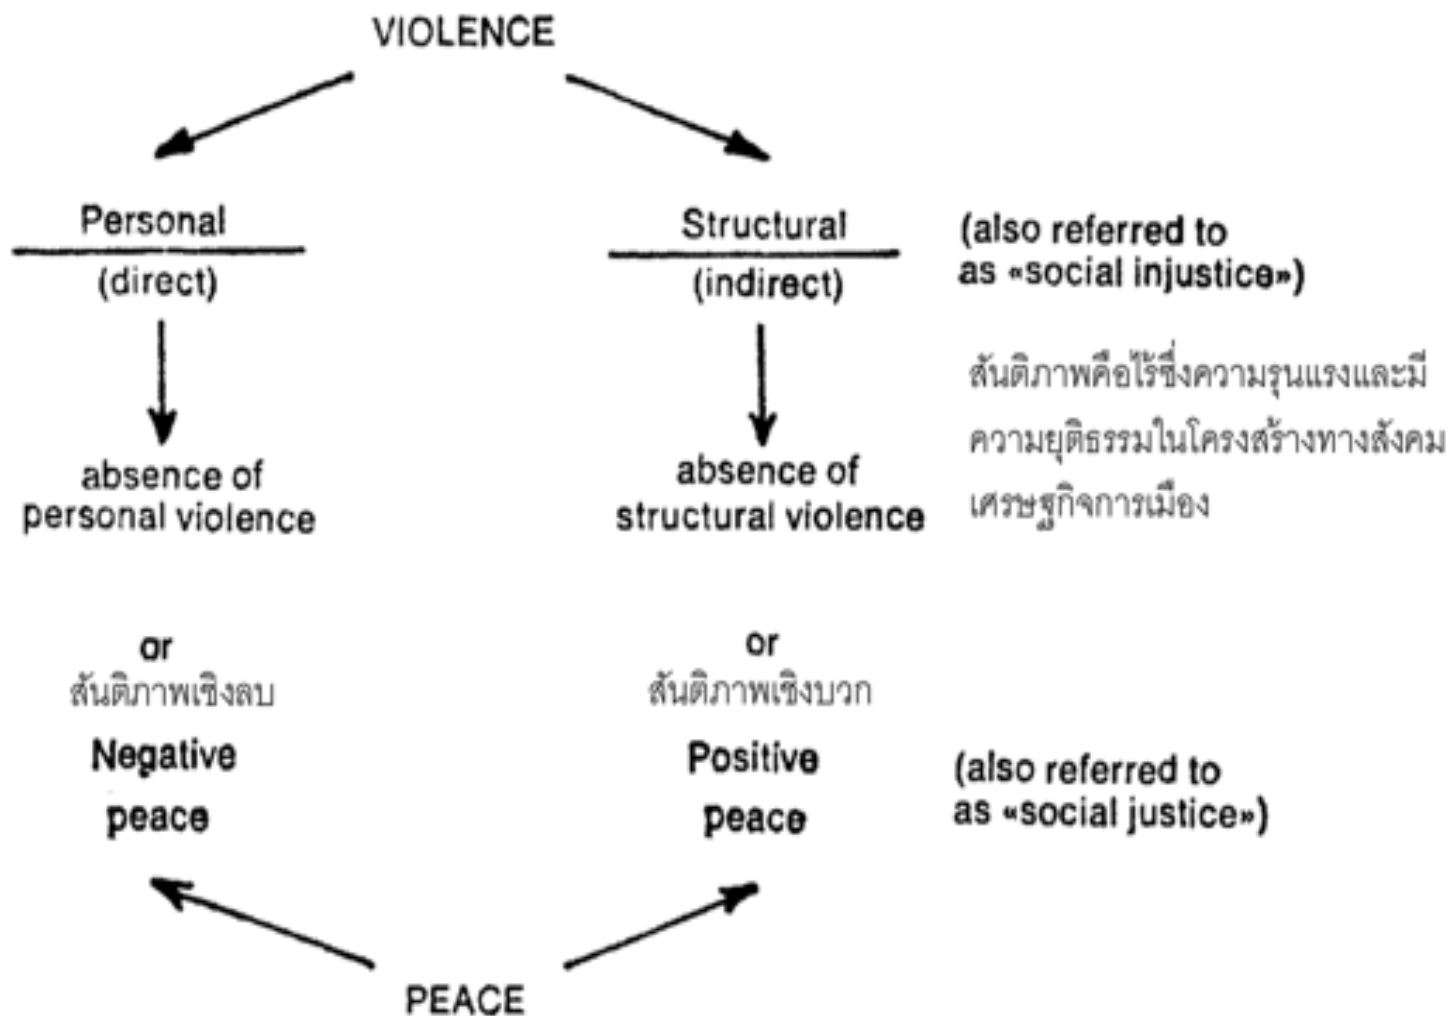 VIOLENCE
Personal
(direct)
Structural
(indirect)
(also referred to
as «social injustice»)
สันติภาพคือไร้ซึ่งความรุนแรงและมี
ความยุติธรรมในโครงสร้างทางสังคม
เศรษฐกิจการเมือง
absence of
personal violence
absence of
structural violence
or
สันติภาพเชิงลบ
Negative
peace
or
สันติภาพเชิงบวก
Positive
peace
(also referred to
as «social justice»)
PEACE